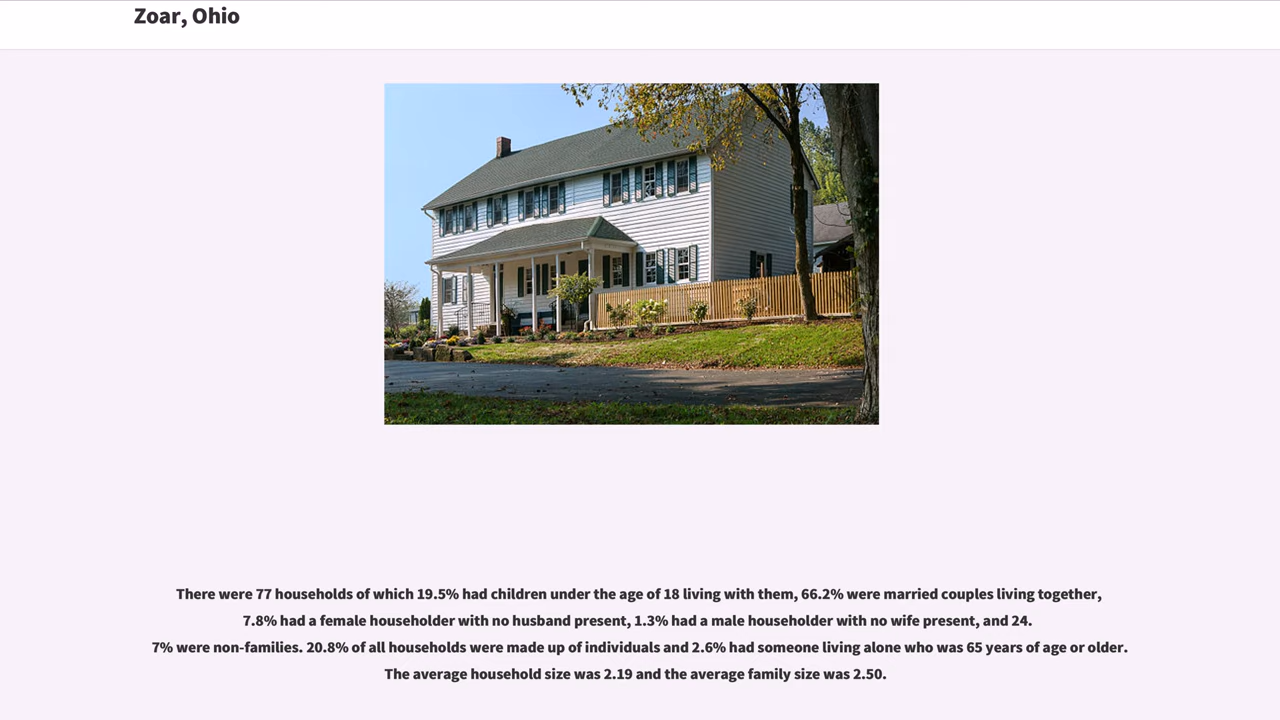 Zoar, Ohio
There were 77 households of which 19.5% had children under the age of 18 living with them, 66.2% were married couples living together,
7.8% had a female householder with no husband present, 1.3% had a male householder with no wife present, and 24.
7% were non-families. 20.8% of all households were made up of individuals and 2.6% had someone living alone who was 65 years of age or older.
The average household size was 2.19 and the average family size was 2.50.